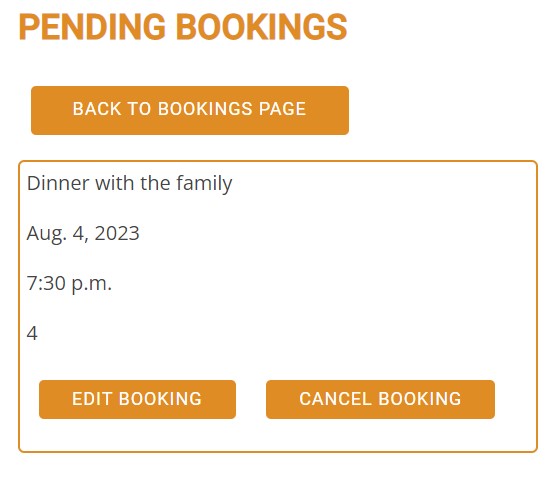 PENDING BOOKINGS
BACK TO BOOKINGS PAGE
Dinner with the family
Aug. 4, 2023
7:30 p.m.
4
EDIT BOOKING
CANCEL BOOKING